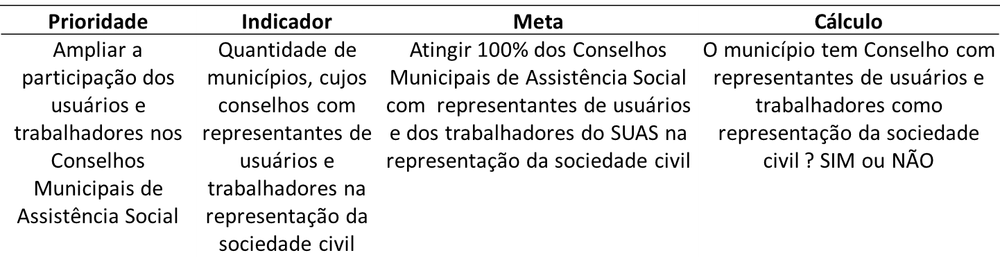 Prioridade
Indicador
Meta
Cálculo
Ampliar a
participação dos
usuários e
trabalhadores nos
Conselhos
Municipais de
Assistência Social
Quantidade de
municípios, cujos
conselhos com
representantes de
usuários e
trabalhadores na
representação da
sociedade civil
Atingir 100% dos Conselhos
Municipais de Assistência Social
com representantes de usuários
e dos trabalhadores do SUAS na
representação da sociedade civil
O município tem Conselho com
representantes de usuários e
trabalhadores como
representação da sociedade
civil ? SIM ou NÃO